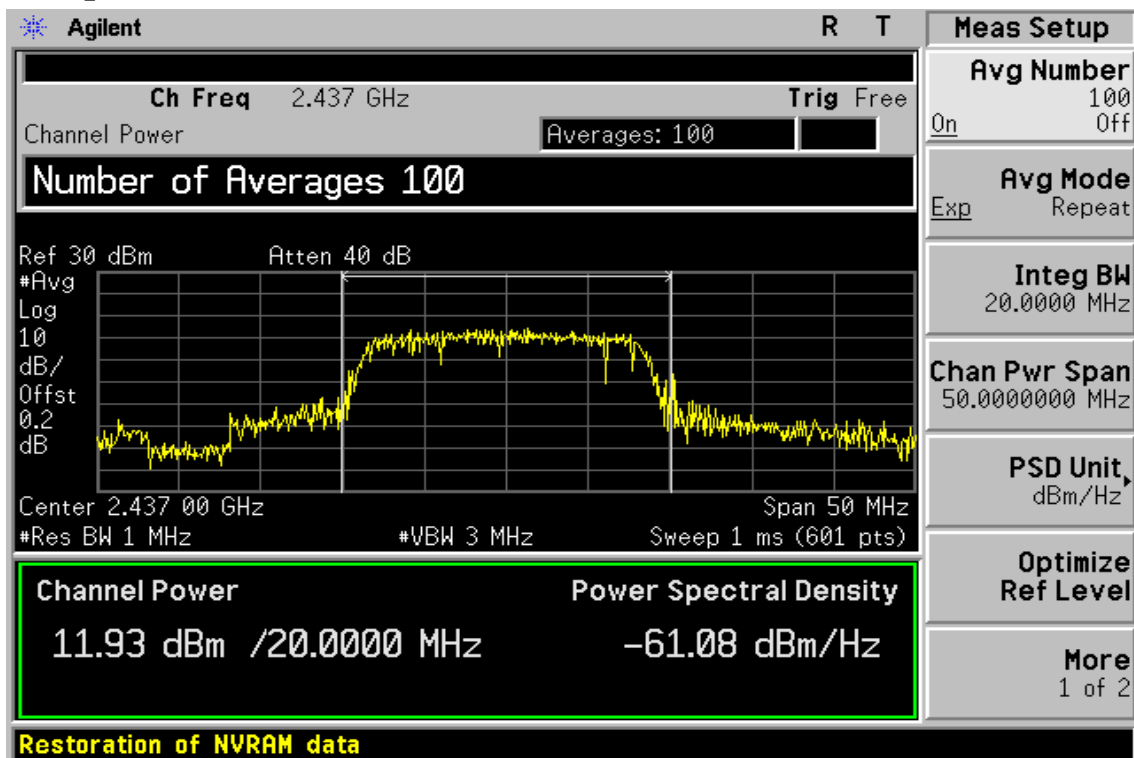 Agilent R T
Ch Freq 2.437 GHz Trig Free
Channel Power Averages: 100
Number of Averages 100
Ref 30 dBm Atten 40 dB
#Avg
Log
10
dB/
Offst
0.2
dB
Center 2.437 00 GHz Span 50 MHz
#Res BW 1 MHz #VBW 3 MHz Sweep 1 ms (601 pts)
Channel Power Power Spectral Density
11.93 dBm /20.0000 MHz -61.08 dBm/Hz
Restoration of NVRAM data
Meas Setup
Avg Number
100
On Off
Avg Mode
Exp Repeat
Integ BW
20.0000 MHz
Chan Pwr Span
50.0000000 MHz
PSD Unit
dBm/Hz
Optimize
Ref Level
More
1 of 2